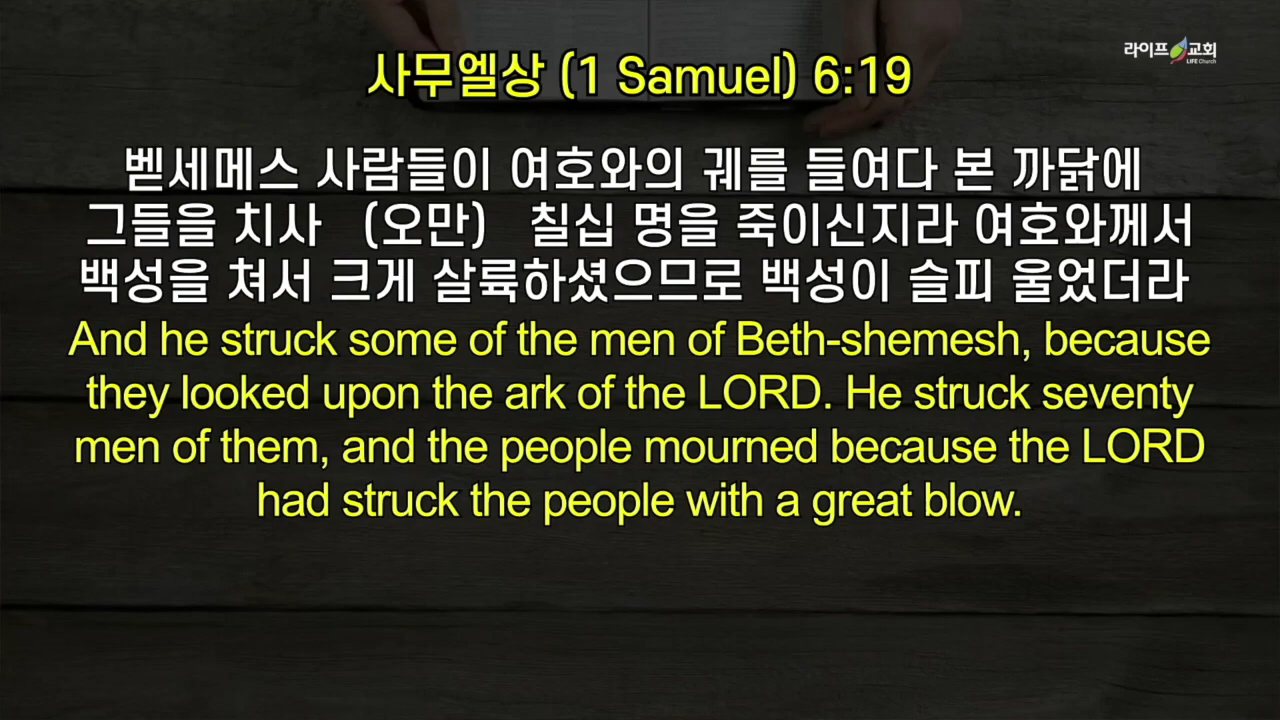 라이프교회
LIFE Church
사무엘상 (1 Samuel) 6:19
벧세메스 사람들이 여호와의 궤를 들여다 본 까닭에
그들을 치사 (오만) 칠십 명을 죽이신지라 여호와께서
백성을 쳐서 크게 살륙하셨으므로 백성이 슬피 울었더라
And he struck some of the men of Beth-shemesh, because
they looked upon the ark of the LORD. He struck seventy
men of them, and the people mourned because the LORD
had struck the people with a great blow.